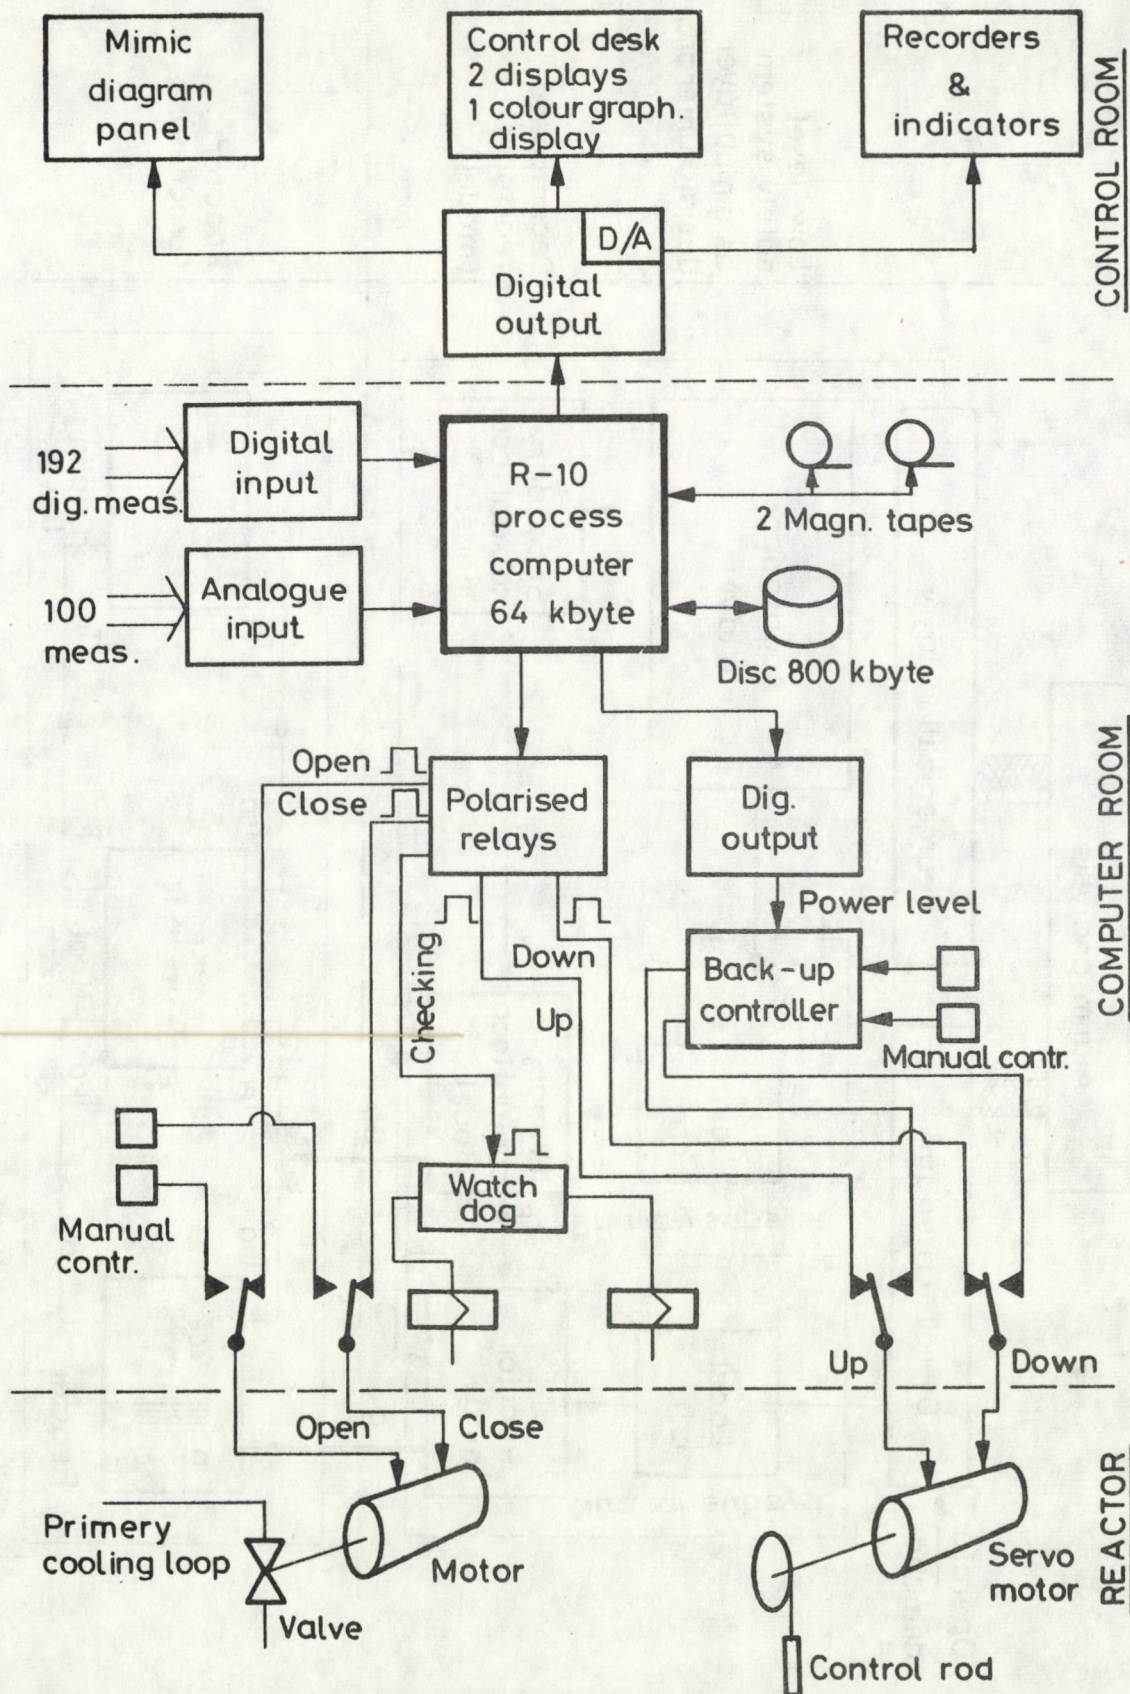 Mimic
diagram
panel
Control desk
2 displays
1 colour graph.
display
Recorders
&
indicators
CONTROL ROOM
D/A
Digital
output
192
dig. meas.
Digital
input
R-10
process
computer
64 kbyte
2 Magn. tapes
100
meas.
Analogue
input
Disc 800 kbyte
COMPUTER ROOM
Open
Close
Polarised
relays
Dig.
output
Power level
Checking
Down
Up
Back-up
controller
Manual contr.
Manual
contr.
Watch
dog
Up
Down
Open
Close
REACTOR
Primery
cooling loop
Motor
Valve
Servo
motor
Control rod